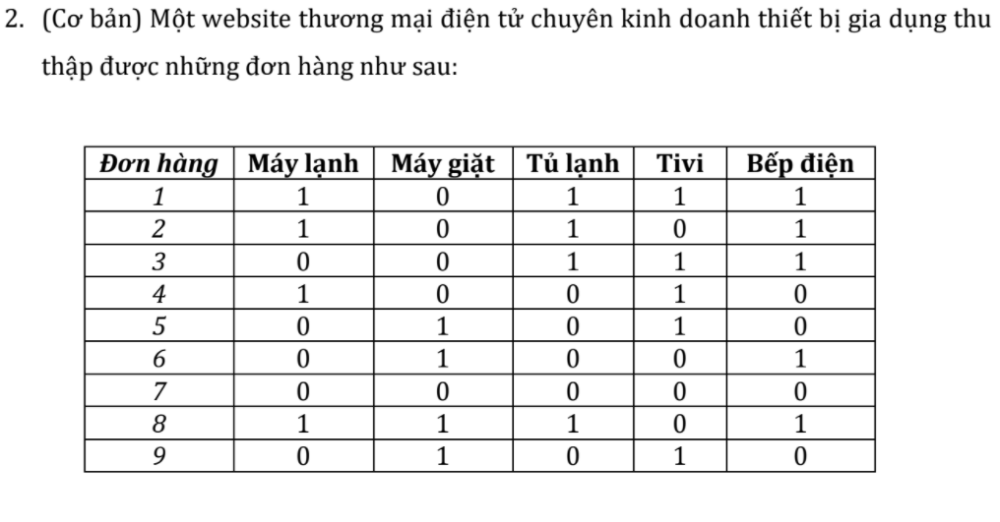 2. (Cơ bản) Một website thương mại điện tử chuyên kinh doanh thiết bị gia dụng thu
thập được những đơn hàng như sau:
Đơn hàng Máy lạnh Máy giặt Tủ lạnh Tivi Bếp điện
1 1 0 1 1 1
2 1 0 1 0 1
3 0 0 1 1 1
4 1 0 0 1 0
5 0 1 0 1 0
6 0 1 0 0 1
7 0 0 0 0 0
8 1 1 1 0 1
9 0 1 0 1 0